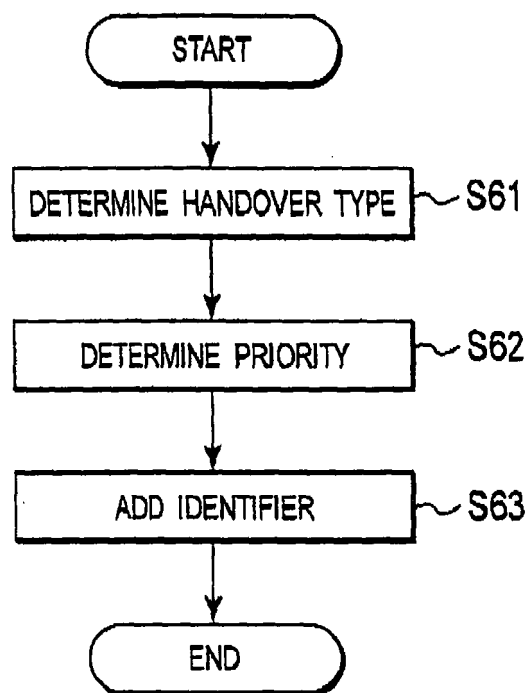 START
DETERMINE HANDOVER TYPE S61
DETERMINE PRIORITY S62
ADD IDENTIFIER S63
END